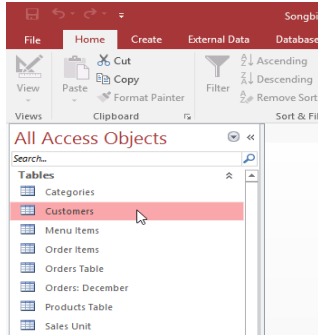 Songbi
File Home Create External Data Database
View
Paste
Cut
Copy
Format Painter
Filter
Ascending
Descending
Remove Sort
Views Clipboard Sort & Fil
All Access Objects
Search...
Tables
Categories
Customers
Menu Items
Order Items
Orders Table
Orders: December
Products Table
Sales Unit